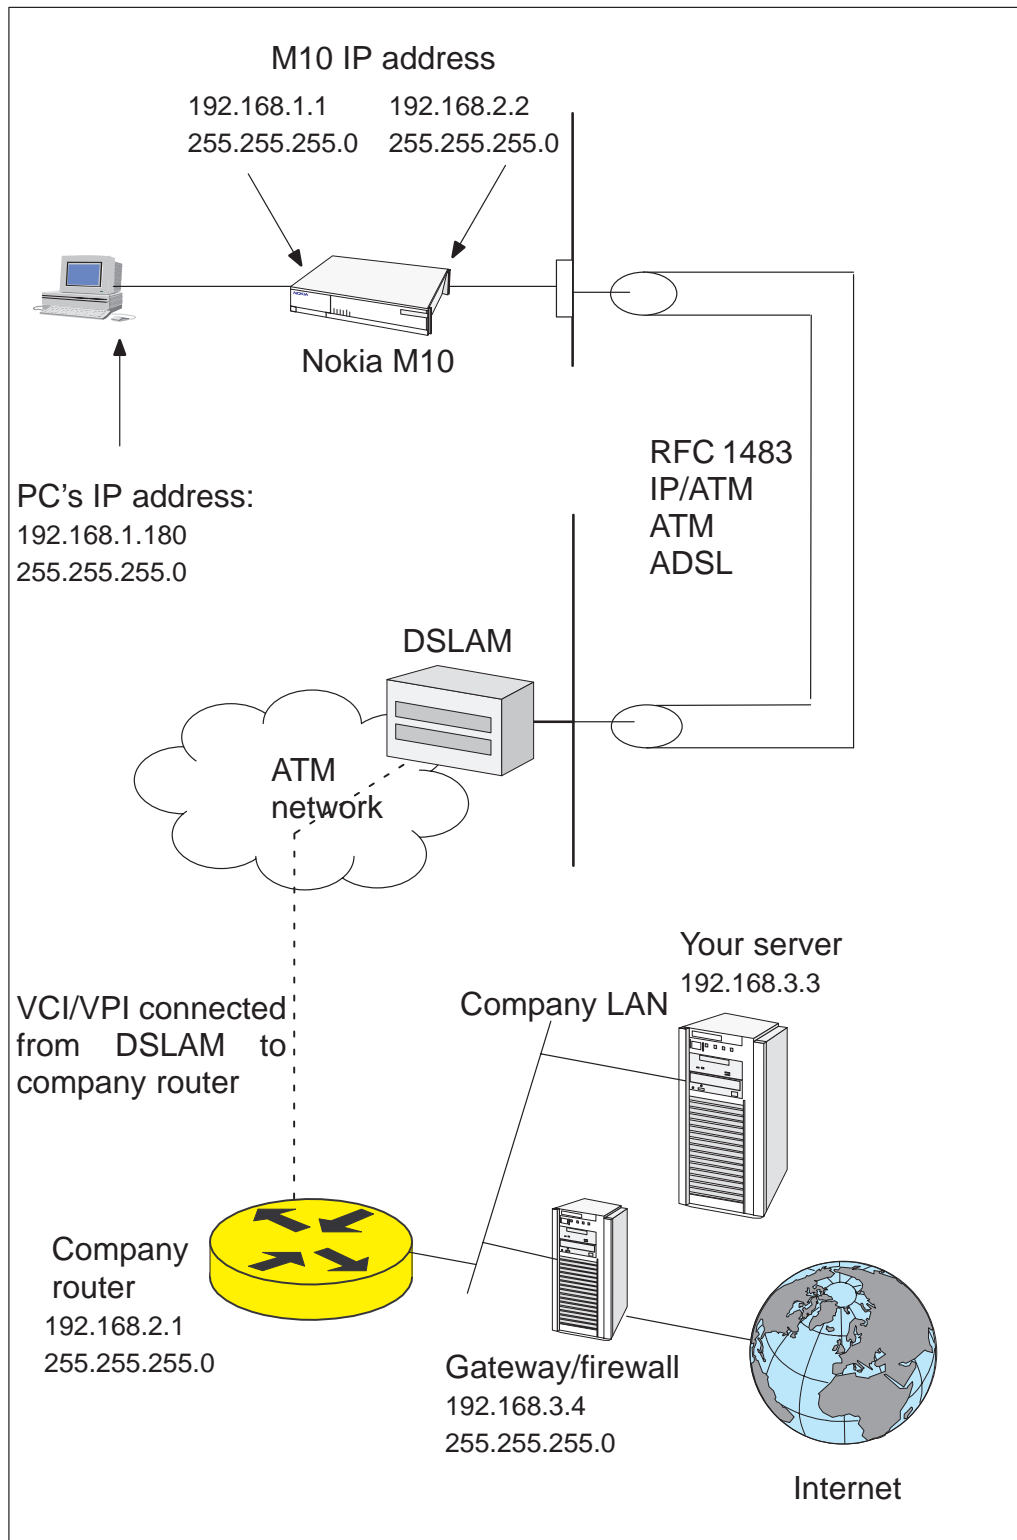 M10 IP address
192.168.1.1
255.255.255.0
192.168.2.2
255.255.255.0
NOKIA
Nokia M10
PC's IP address:
192.168.1.180
255.255.255.0
RFC 1483
IP/ATM
ATM
ADSL
DSLAM
ATM
network
VCI/VPI connected
from DSLAM to
company router
Your server
192.168.3.3
Company LAN
Company
router
192.168.2.1
255.255.255.0
Gateway/firewall
192.168.3.4
255.255.255.0
Internet